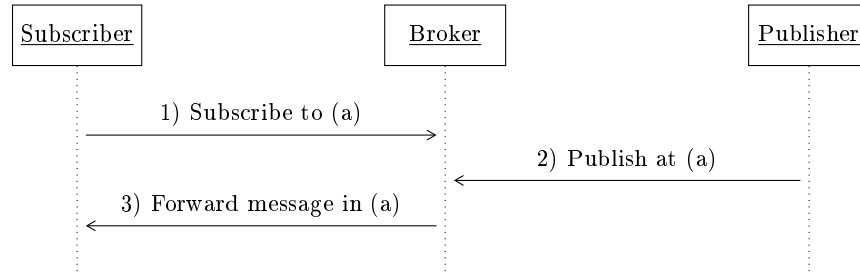 Subscriber
Broker
Publisher
1) Subscribe to (a)
2) Publish at (a)
3) Forward message in (a)